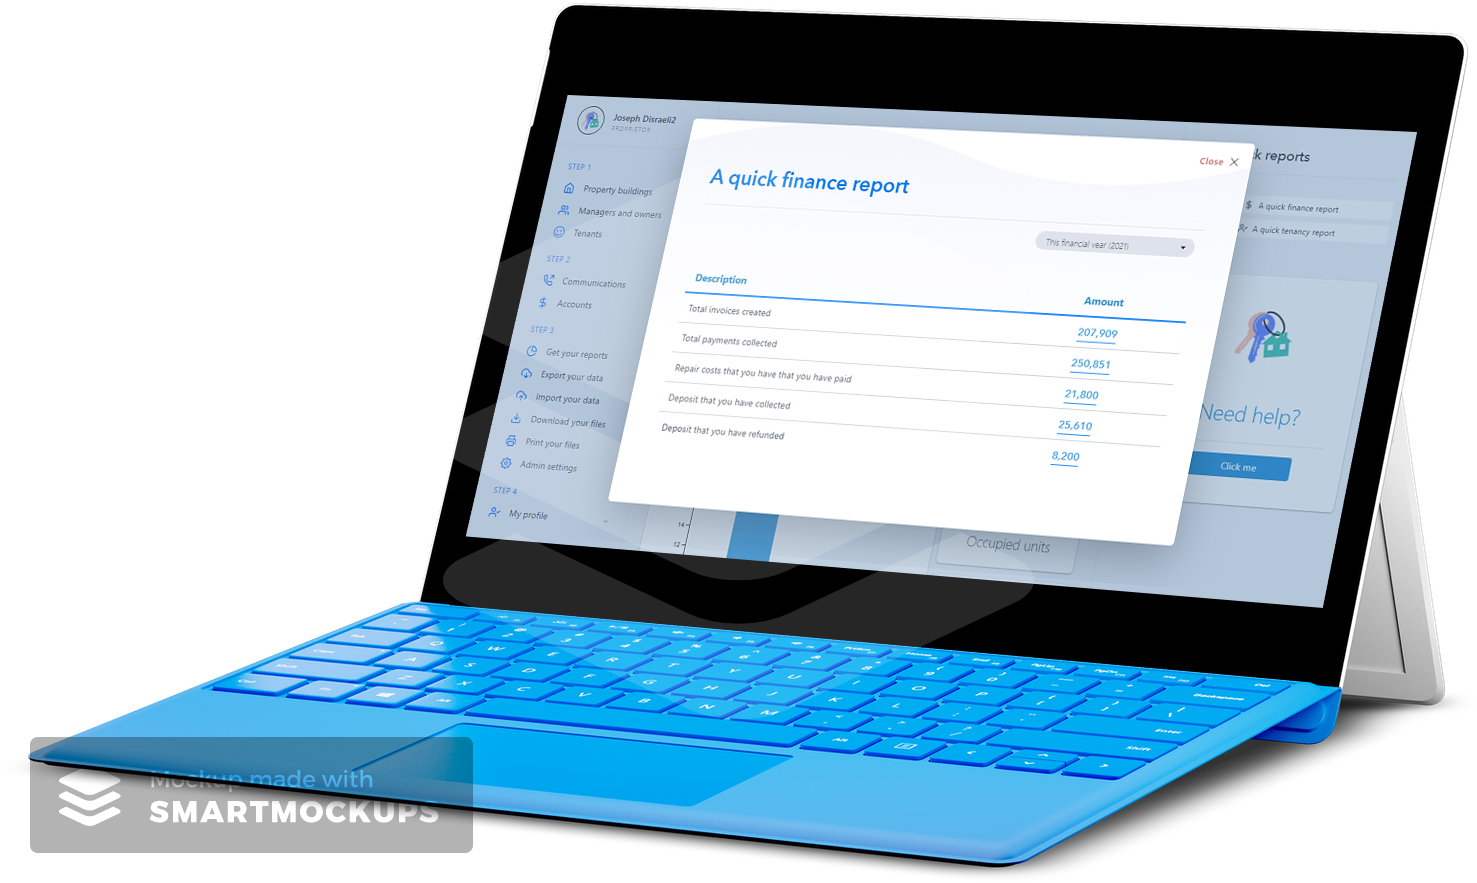 Joseph Disraeli2
PROPRIETOR
STEP 1
Property buildings
Managers and owners
Tenants
STEP 2
Communications
Accounts
STEP 3
Get your reports
Export your data
Import your data
Download your files
Print your files
Admin settings
STEP 4
My profile
Close
A quick finance report
This financial year (2021)
Description Amount
Total invoices created 207,909
Total payments collected 250,851
Repair costs that you have that you have paid 21,800
Deposit that you have collected 25,610
Deposit that you have refunded 8,200
k reports
A quick finance report
A quick tenancy report
Need help?
Click me
14
12
Occupied units
Q W E R T Y U I O P
A S D F G H J K L
Z X C V B N M
Backspace
Enter
Shift
Alt
Mockup made with
SMARTMOCKUPS